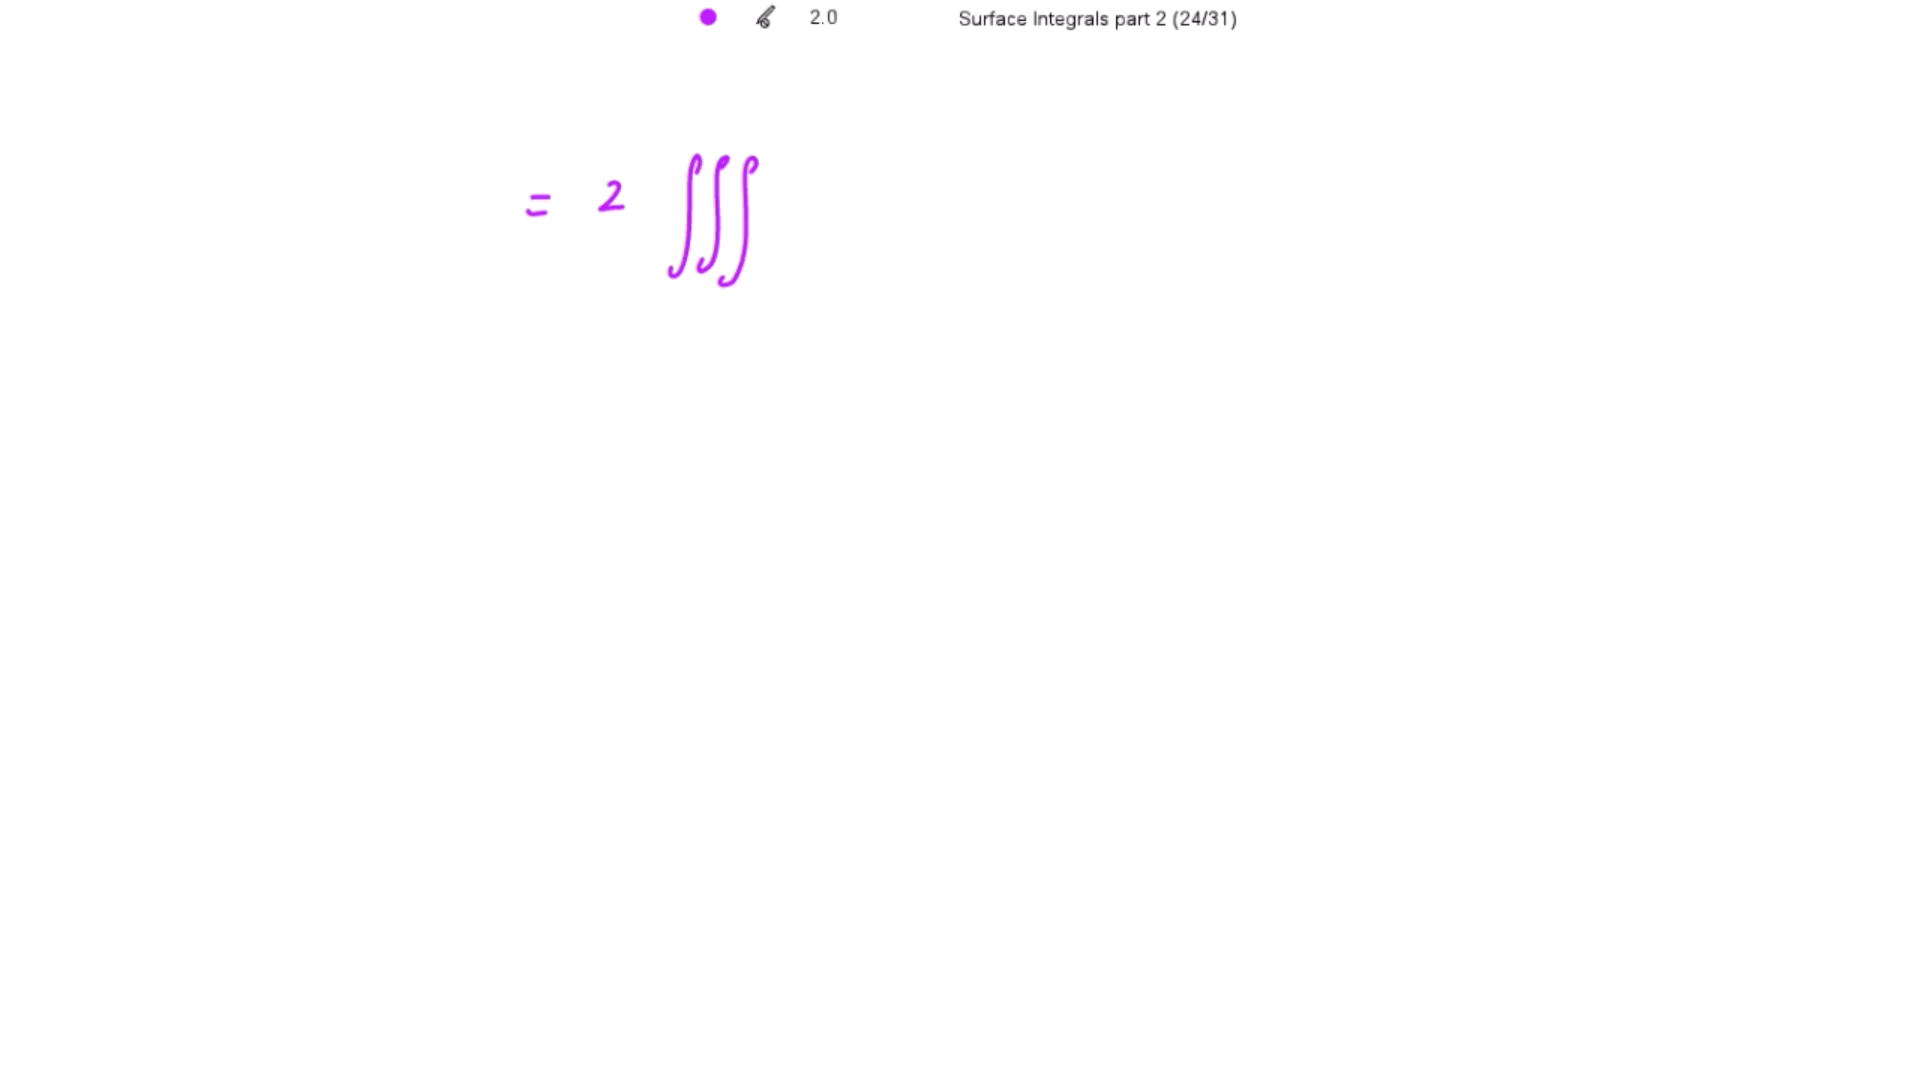 2.0 Surface Integrals part 2 (24/31)
= 2 ∫∫∫